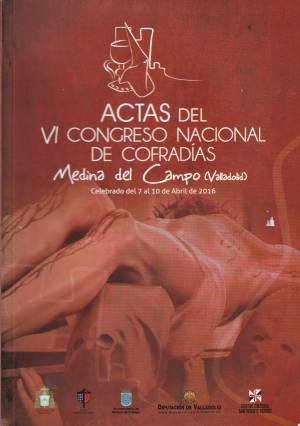 ACTAS DEL
VI CONGRESO NACIONAL
DE COFRADÍAS
Medina del Campo (Valladolid)
Celebrado del 7 al 10 de Abril de 2016
DIPUTACIÓN DE VALLADOLID